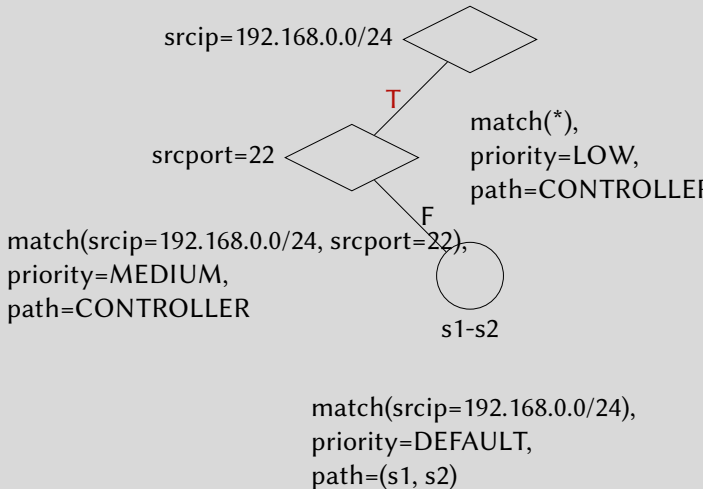 srcip=192.168.0.0/24
T
srcport=22
match(*),
priority=LOW,
path=CONTROLLER
F
match(srcip=192.168.0.0/24, srcport=22),
priority=MEDIUM,
path=CONTROLLER
s1-s2
match(srcip=192.168.0.0/24),
priority=DEFAULT,
path=(s1, s2)